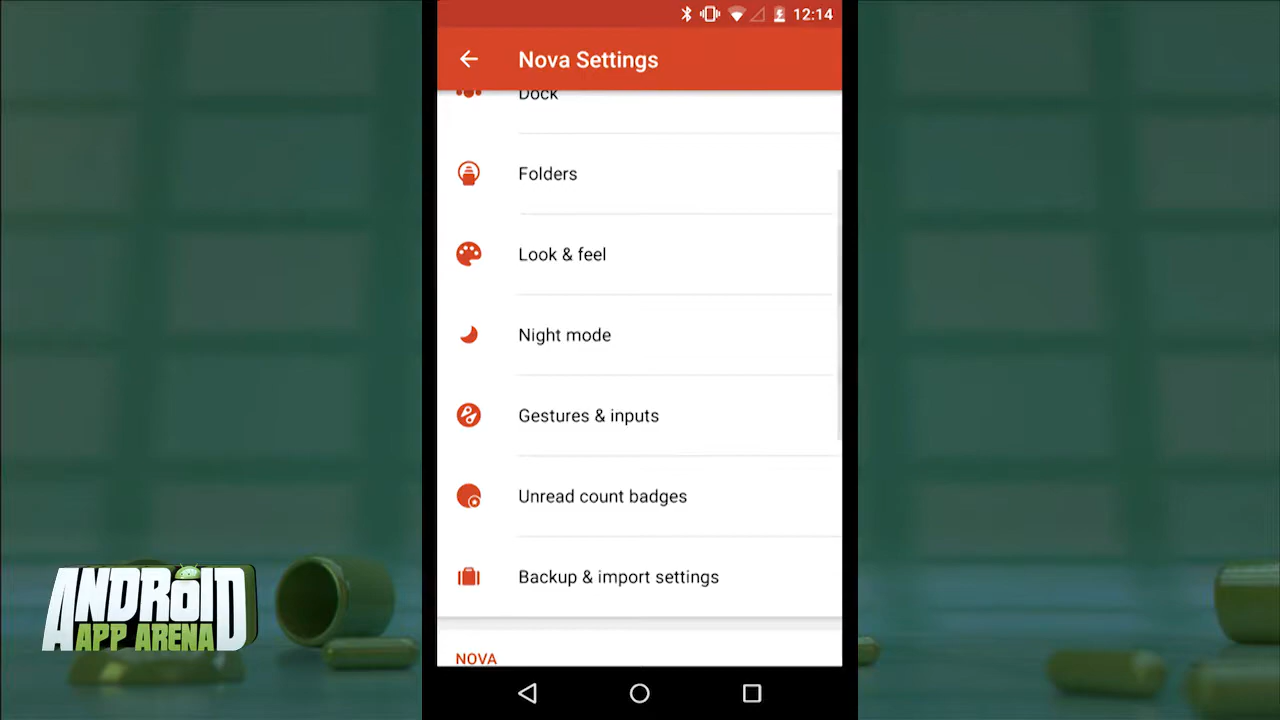 12:14
Nova Settings
Dock
Folders
Look & feel
Night mode
Gestures & inputs
Unread count badges
Backup & import settings
NOVA
ANDROID
APP ARENA